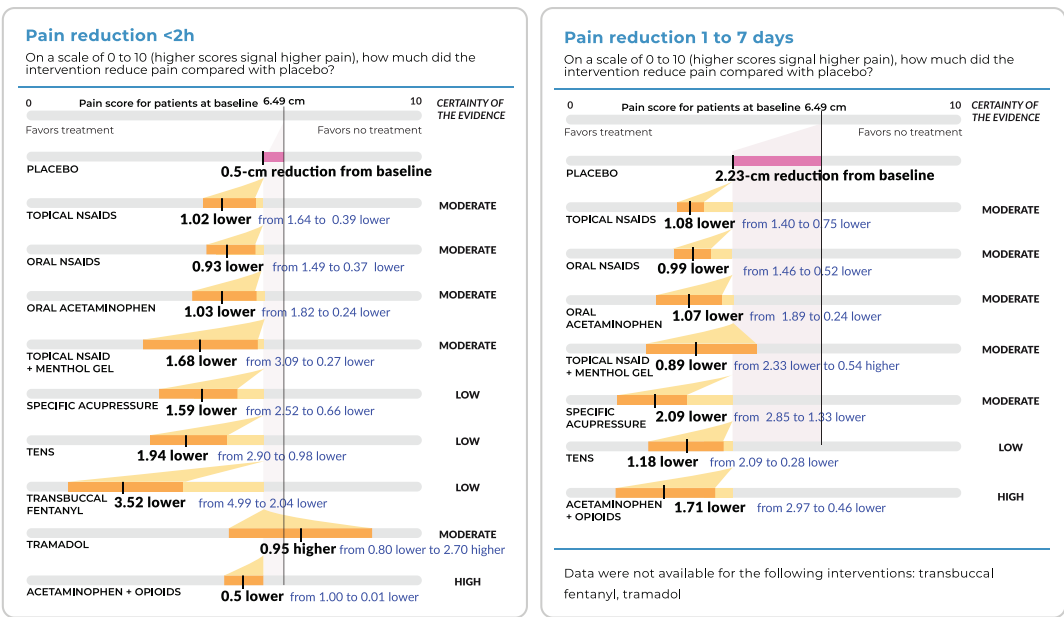 Pain reduction <2h
On a scale of 0 to 10 (higher scores signal higher pain), how much did the
intervention reduce pain compared with placebo?
0 Pain score for patients at baseline 6.49 cm 10 CERTAINTY OF
THE EVIDENCE
Favors treatment Favors no treatment
PLACEBO 0.5-cm reduction from baseline
MODERATE
TOPICAL NSAIDS 1.02 lower from 1.64 to 0.39 lower
MODERATE
ORAL NSAIDS 0.93 lower from 1.49 to 0.37 lower
MODERATE
ORAL ACETAMINOPHEN 1.03 lower from 1.82 to 0.24 lower
MODERATE
TOPICAL NSAID
+ MENTHOL GEL 1.68 lower from 3.09 to 0.27 lower
LOW
SPECIFIC ACUPRESSURE 1.59 lower from 2.52 to 0.66 lower
LOW
TENS 1.94 lower from 2.90 to 0.98 lower
LOW
TRANSBUCCAL
FENTANYL 3.52 lower from 4.99 to 2.04 lower
MODERATE
TRAMADOL 0.95 higher from 0.80 lower to 2.70 higher
HIGH
ACETAMINOPHEN + OPIOIDS 0.5 lower from 1.00 to 0.01 lower
Pain reduction 1 to 7 days
On a scale of 0 to 10 (higher scores signal higher pain), how much did the
intervention reduce pain compared with placebo?
0 Pain score for patients at baseline 6.49 cm 10 CERTAINTY OF
THE EVIDENCE
Favors treatment Favors no treatment
PLACEBO 2.23-cm reduction from baseline
MODERATE
TOPICAL NSAIDS 1.08 lower from 1.40 to 0.75 lower
MODERATE
ORAL NSAIDS 0.99 lower from 1.46 to 0.52 lower
MODERATE
ORAL
ACETAMINOPHEN 1.07 lower from 1.89 to 0.24 lower
MODERATE
TOPICAL NSAID
+ MENTHOL GEL 0.89 lower from 2.33 lower to 0.54 higher
MODERATE
SPECIFIC
ACUPRESSURE 2.09 lower from 2.85 to 1.33 lower
LOW
TENS 1.18 lower from 2.09 to 0.28 lower
HIGH
ACETAMINOPHEN
+ OPIOIDS 1.71 lower from 2.97 to 0.46 lower
Data were not available for the following interventions: transbuccal
fentanyl, tramadol